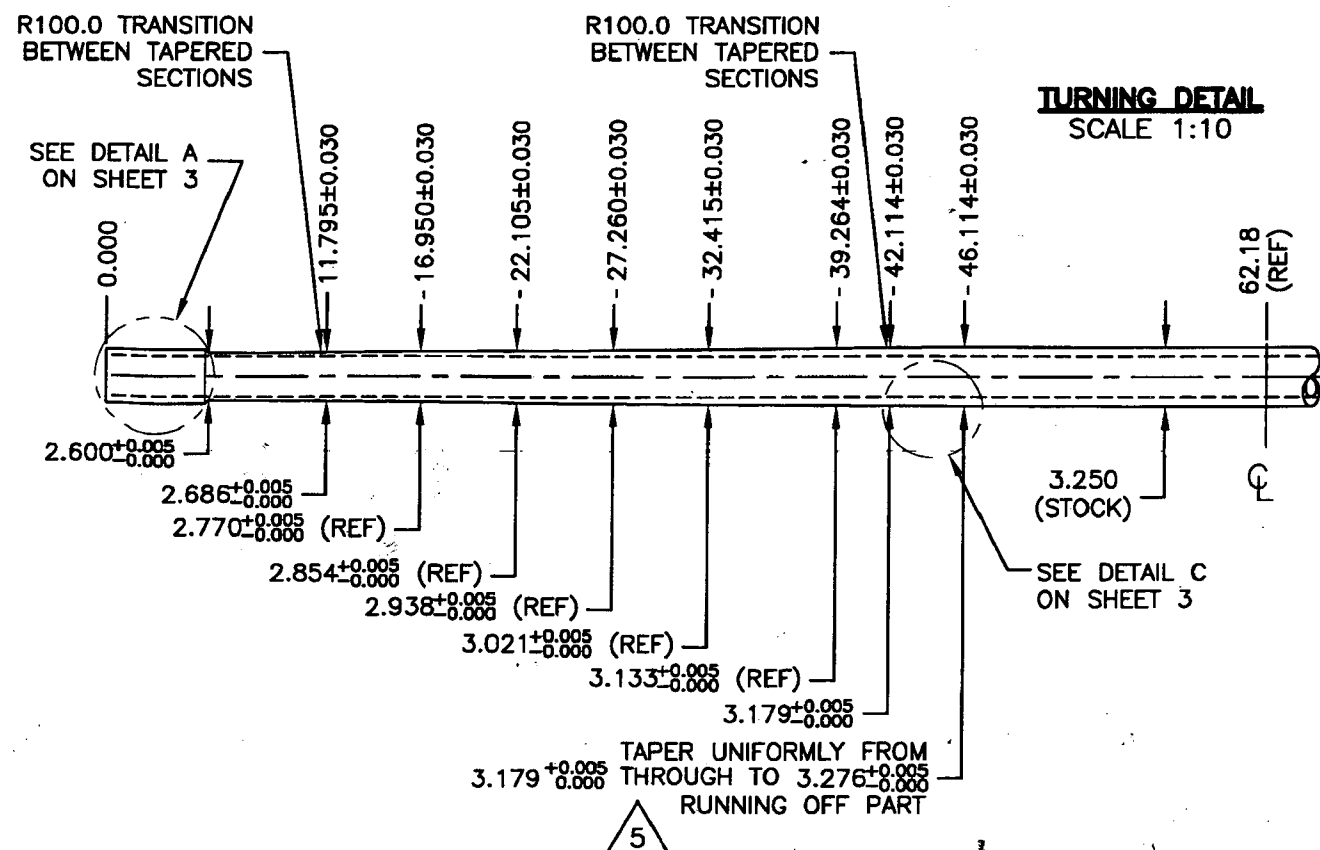 R100.0 TRANSITION
BETWEEN TAPERED
SECTIONS
R100.0 TRANSITION
BETWEEN TAPERED
SECTIONS
TURNING DETAIL
SCALE 1:10
SEE DETAIL A
ON SHEET 3
0.000
11.795±0.030
16.950±0.030
22.105±0.030
27.260±0.030
32.415±0.030
39.264±0.030
42.114±0.030
46.114±0.030
62.18
(REF)
2.600+0.005
-0.000
2.686+0.005
-0.000
2.770+0.005
-0.000 (REF)
2.854+0.005
-0.000 (REF)
2.938+0.005
-0.000 (REF)
3.021+0.005
-0.000 (REF)
3.133+0.005
-0.000 (REF)
3.179+0.005
-0.000
3.250
(STOCK)
℄
SEE DETAIL C
ON SHEET 3
TAPER UNIFORMLY FROM
3.179 +0.005
0.000 THROUGH TO 3.276+0.005
-0.000
RUNNING OFF PART
5